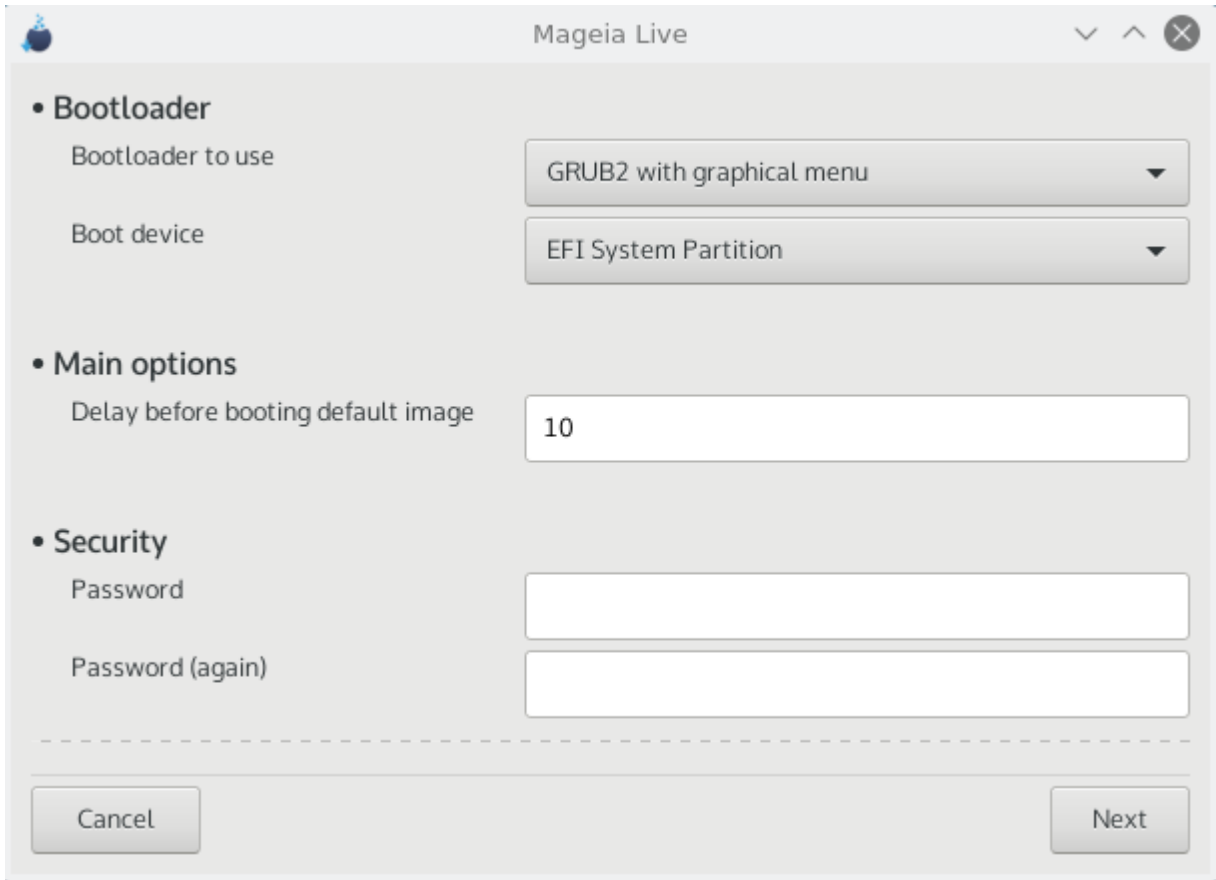 Mageia Live
• Bootloader
Bootloader to use
GRUB2 with graphical menu
Boot device
EFI System Partition
• Main options
Delay before booting default image
10
• Security
Password
Password (again)
Cancel
Next